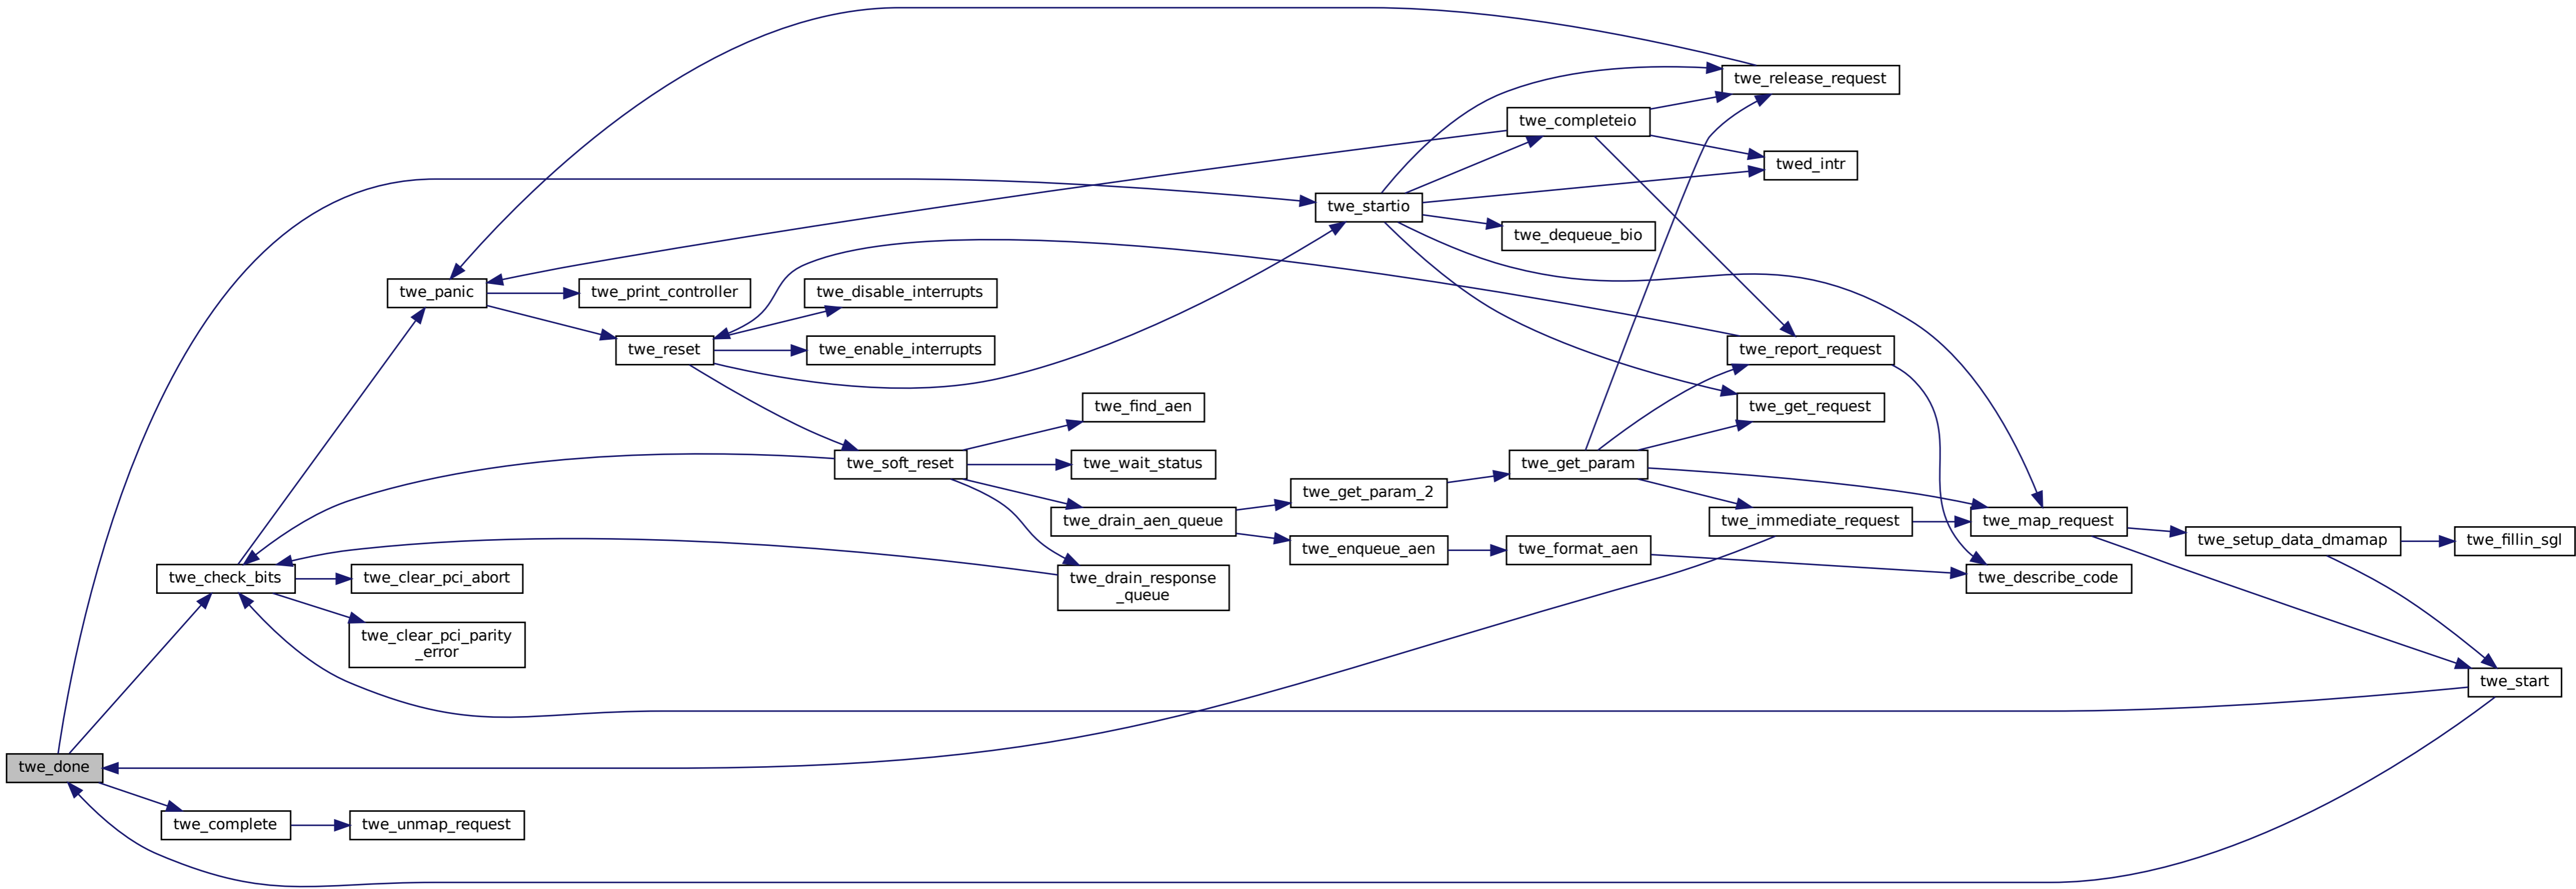 twe_release_request
twe_completeio
twed_intr
twe_startio
twe_dequeue_bio
twe_panic
twe_print_controller
twe_disable_interrupts
twe_reset
twe_enable_interrupts
twe_report_request
twe_find_aen
twe_get_request
twe_soft_reset
twe_wait_status
twe_get_param
twe_get_param_2
twe_drain_aen_queue
twe_immediate_request
twe_map_request
twe_setup_data_dmamap
twe_fillin_sgl
twe_enqueue_aen
twe_format_aen
twe_check_bits
twe_clear_pci_abort
twe_drain_response
_queue
twe_describe_code
twe_clear_pci_parity
_error
twe_start
twe_done
twe_complete
twe_unmap_request